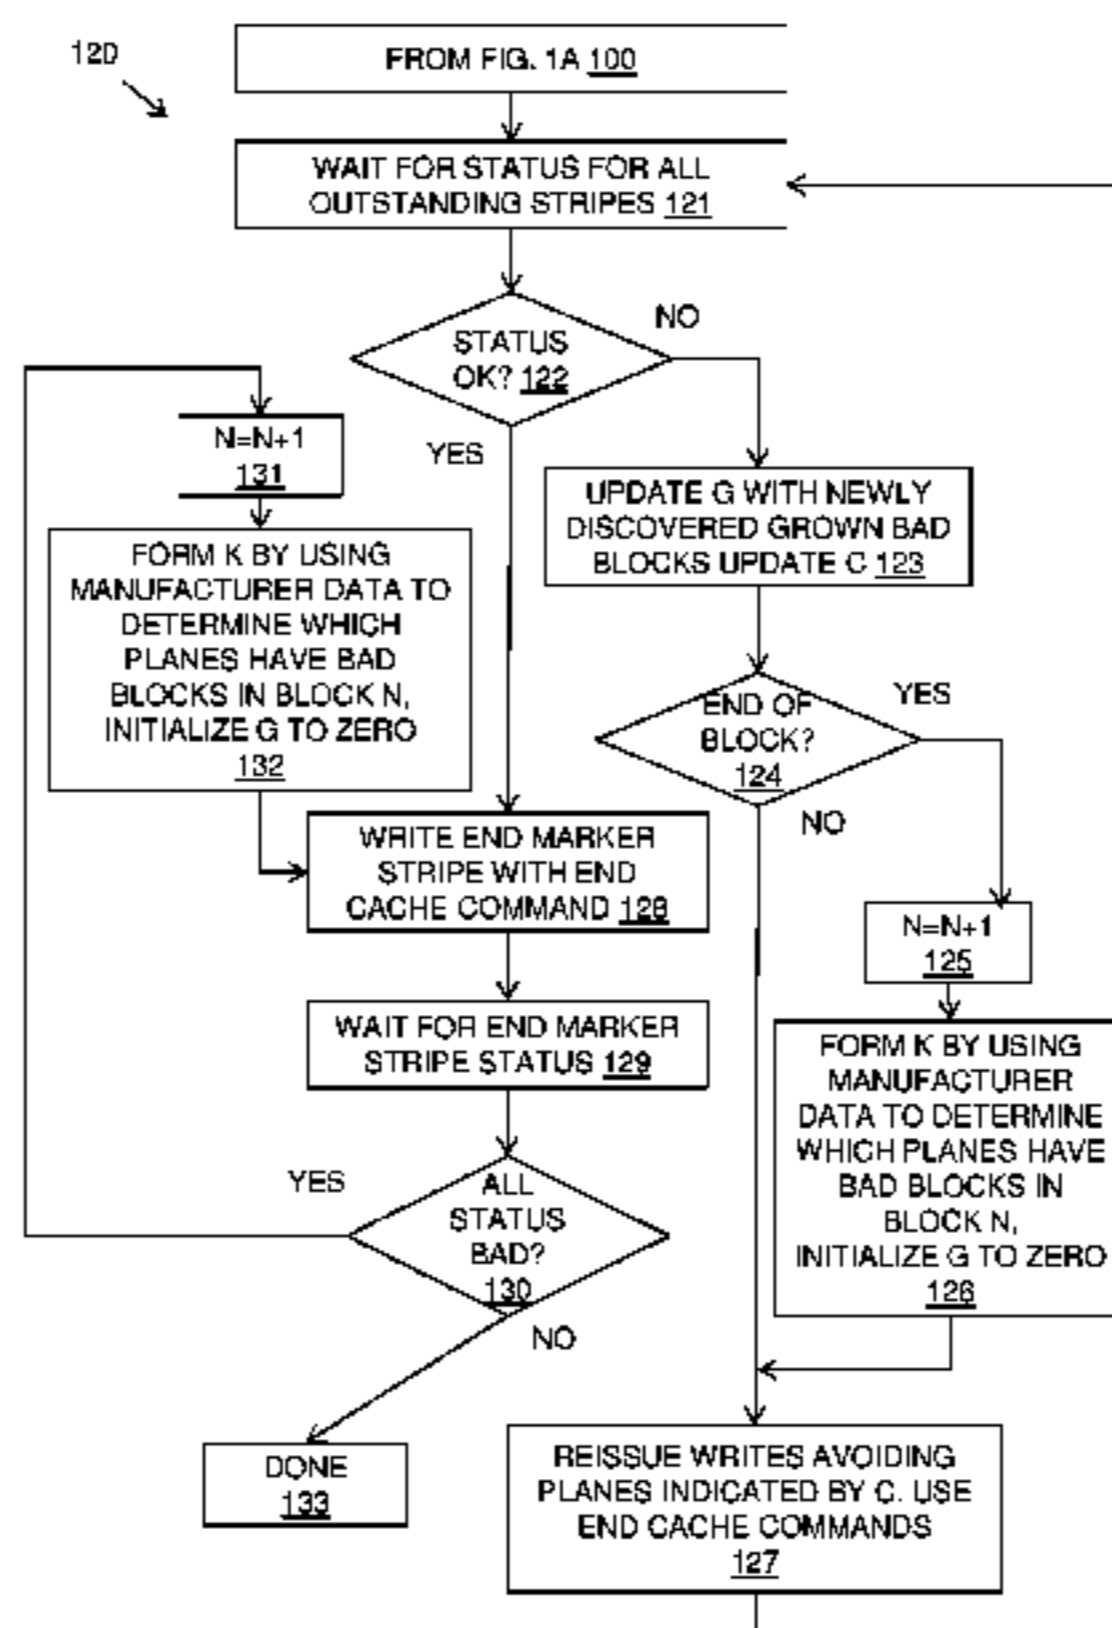 120
FROM FIG. 1A 100
WAIT FOR STATUS FOR ALL
OUTSTANDING STRIPES 121
NO
STATUS
OK? 122
YES
N=N+1
131
UPDATE G WITH NEWLY
DISCOVERED GROWN BAD
BLOCKS UPDATE C 123
FORM K BY USING
MANUFACTURER DATA TO
DETERMINE WHICH
PLANES HAVE BAD
BLOCKS IN BLOCK N,
INITIALIZE G TO ZERO
132
YES
END OF
BLOCK?
124
NO
WRITE END MARKER
STRIPE WITH END
CACHE COMMAND 128
N=N+1
125
WAIT FOR END MARKER
STRIPE STATUS 129
FORM K BY USING
MANUFACTURER
DATA TO DETERMINE
WHICH PLANES HAVE
BAD BLOCKS IN
BLOCK N,
INITIALIZE G TO ZERO
126
YES
ALL
STATUS
BAD?
130
NO
DONE
133
REISSUE WRITES AVOIDING
PLANES INDICATED BY C. USE
END CACHE COMMANDS
127